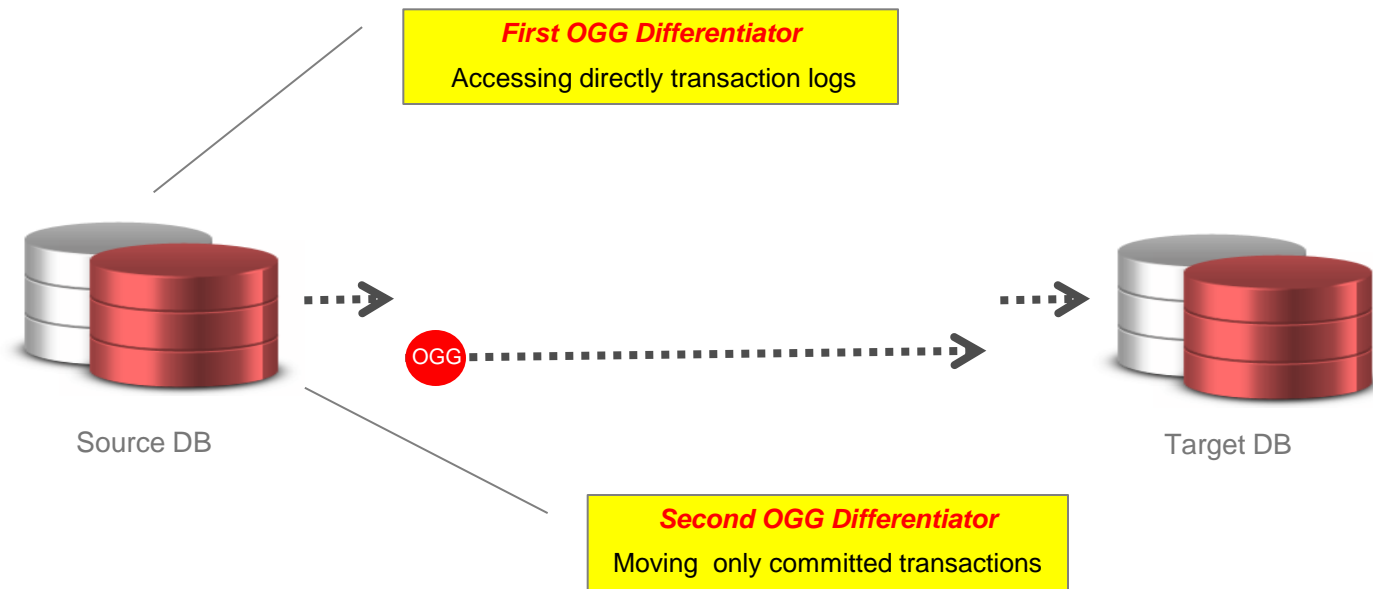 First OGG Differentiator
Accessing directly transaction logs
OGG
Source DB
Target DB
Second OGG Differentiator
Moving  only committed transactions